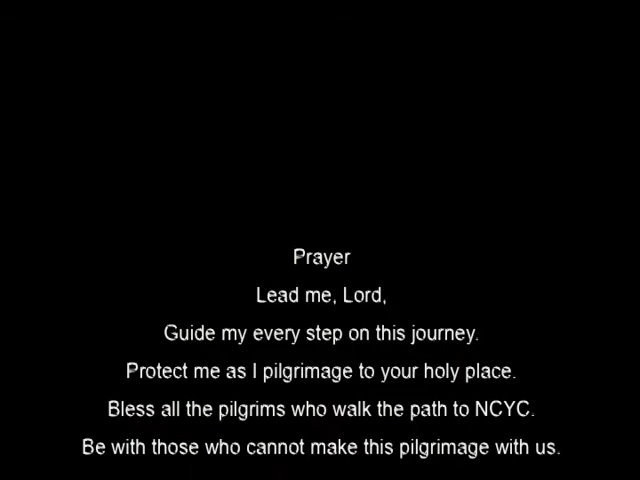 Prayer
Lead me, Lord,
Guide my every step on this journey.
Protect me as I pilgrimage to your holy place.
Bless all the pilgrims who walk the path to NCYC.
Be with those who cannot make this pilgrimage with us.